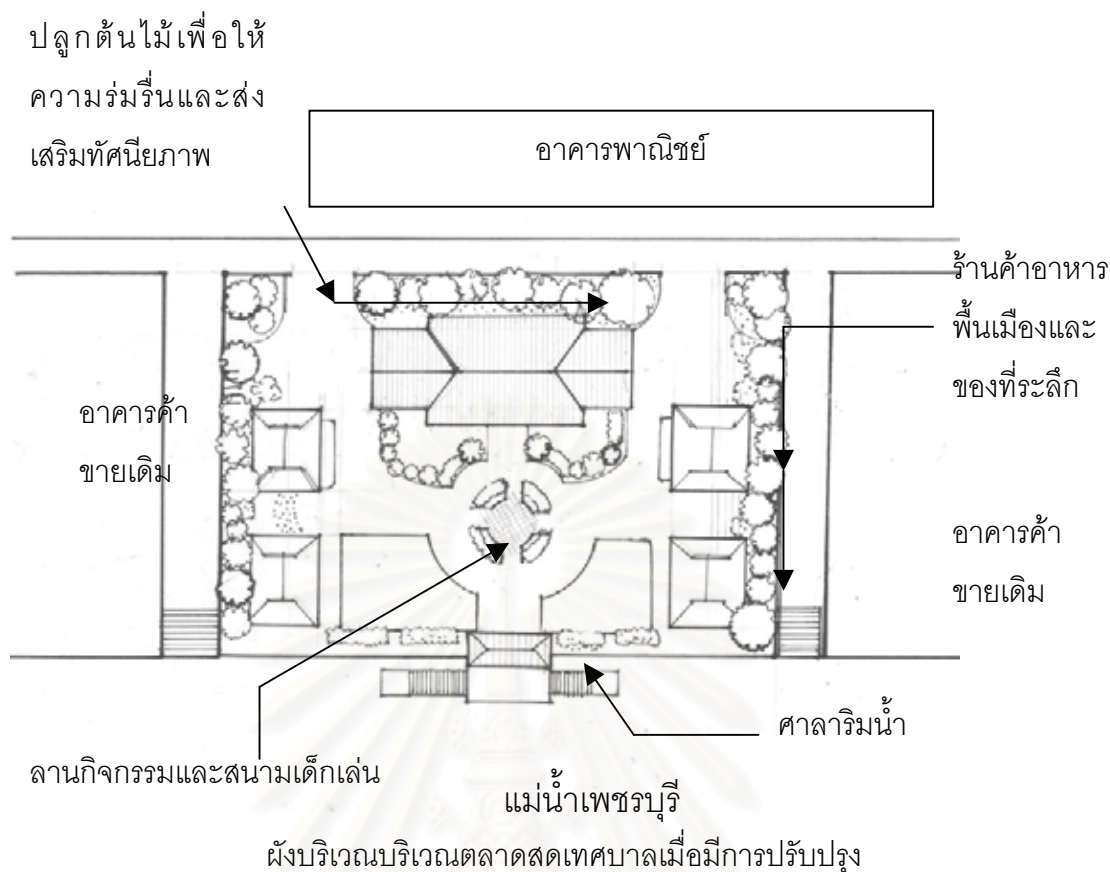 ปลูกต้นไม้เพื่อให้
ความร่มรื่นและส่ง
เสริมทัศนียภาพ
อาคารพาณิชย์
ร้านค้าอาหาร
พื้นเมืองและ
ของที่ระลึก
อาคารค้า
ขายเดิม
อาคารค้า
ขายเดิม
ศาลาริมน้ำ
ลานกิจกรรมและสนามเด็กเล่น
แม่น้ำเพชรบุรี
ผังบริเวณบริเวณตลาดสดเทศบาลเมื่อมีการปรับปรุง